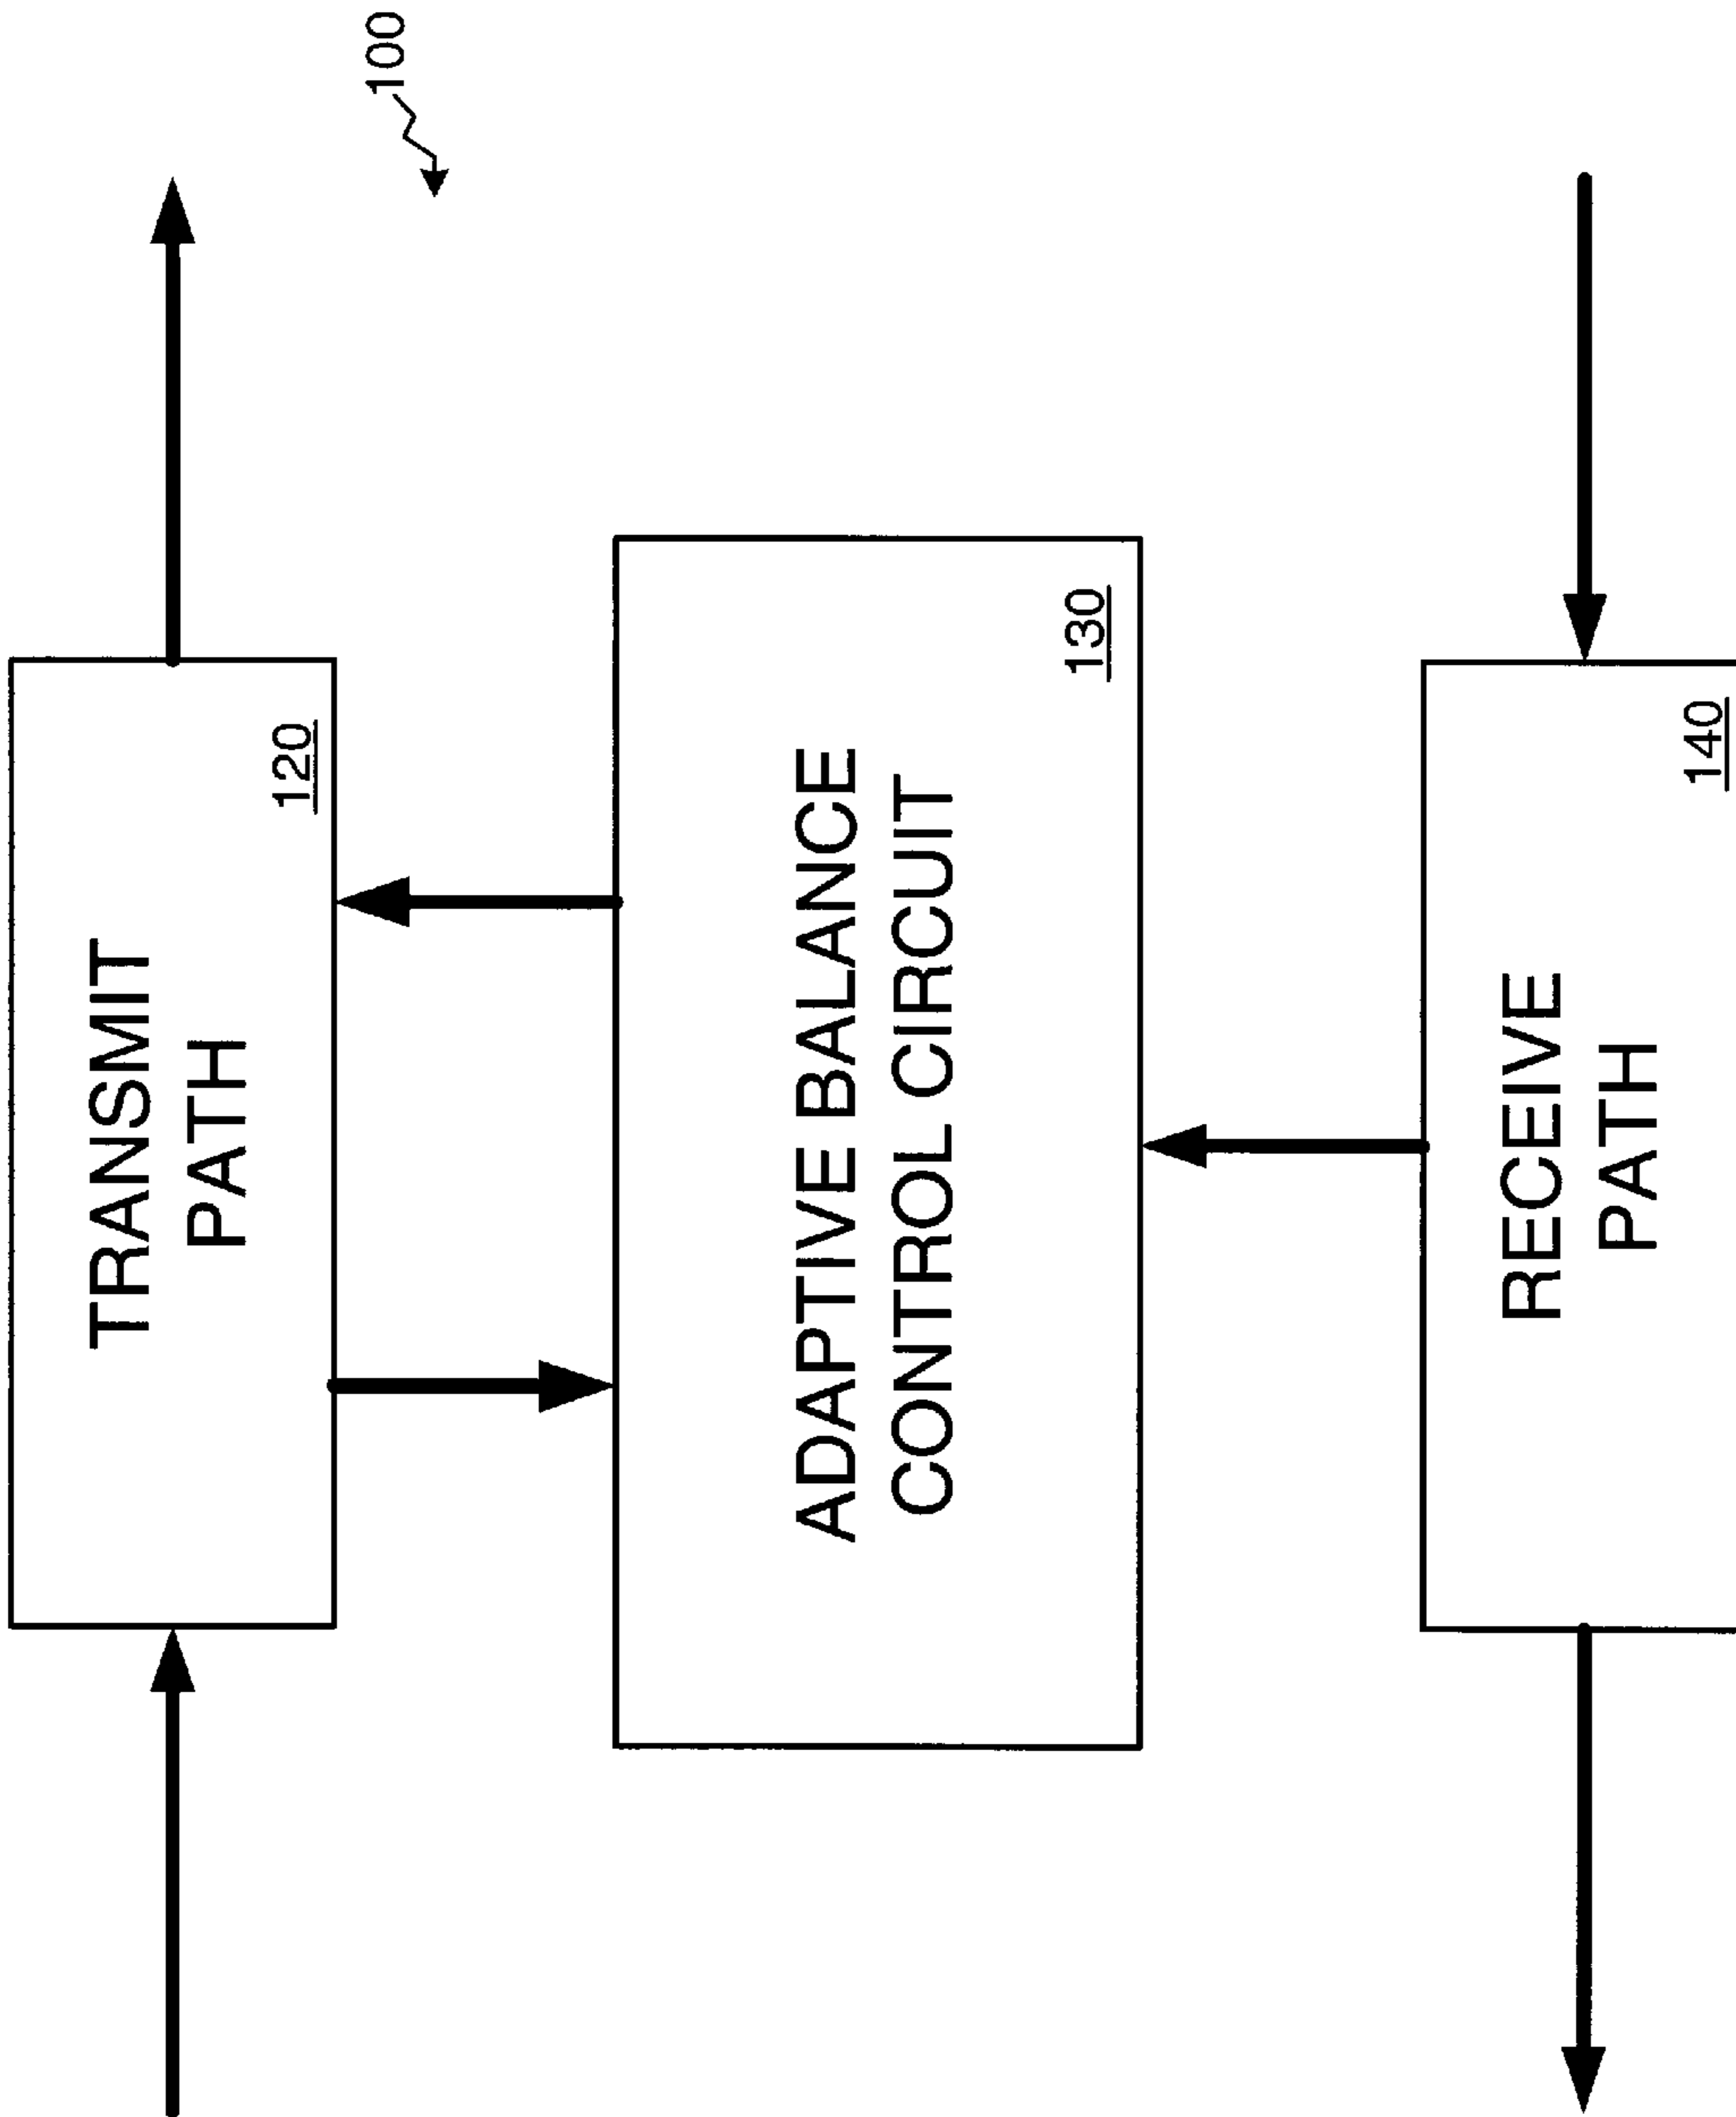 100
TRANSMIT
PATH
120
ADAPTIVE BALANCE
CONTROL CIRCUIT
130
RECEIVE
PATH
140